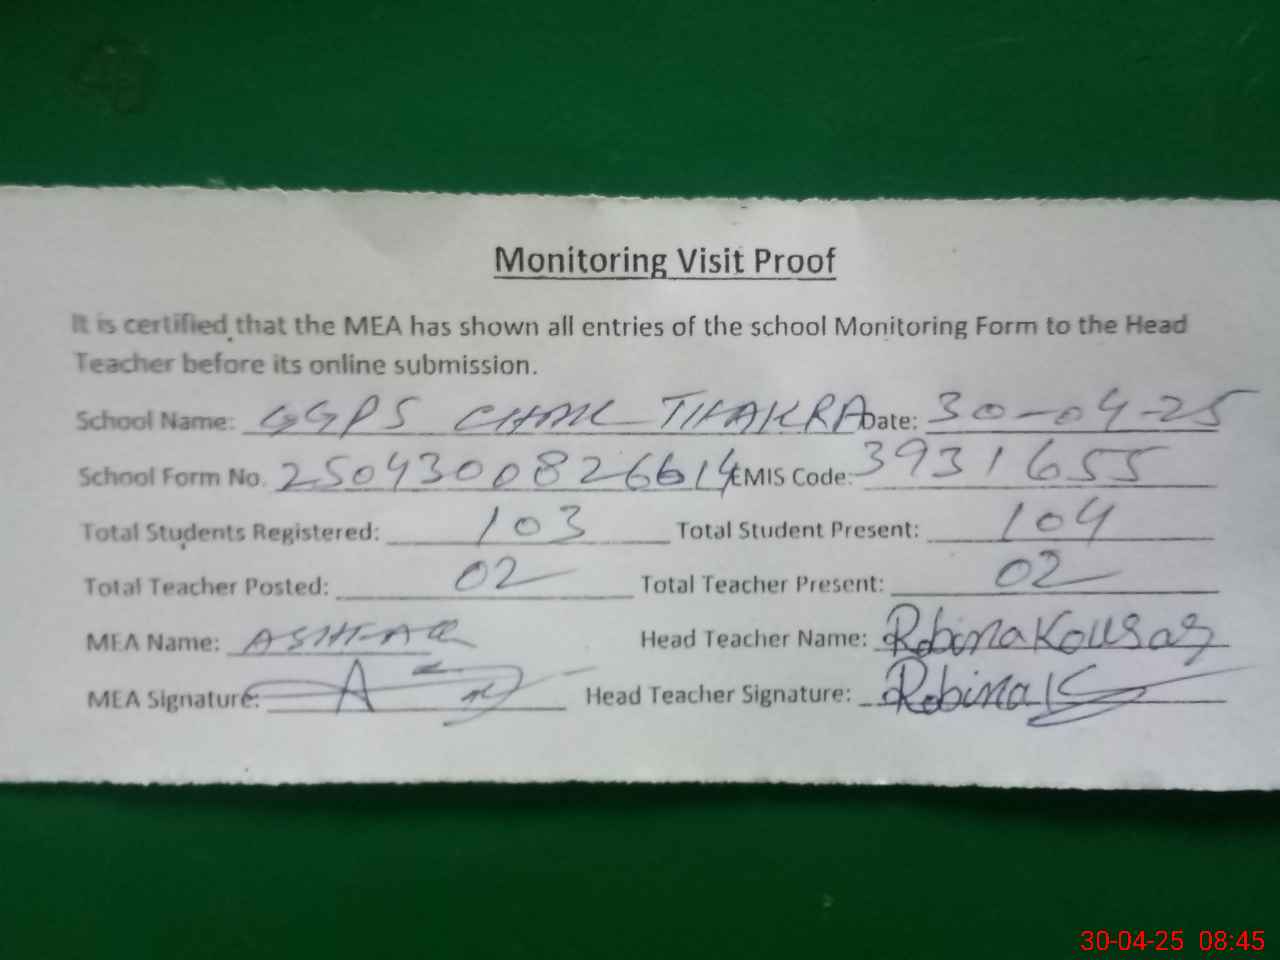 Monitoring Visit Proof
It is certified that the MEA has shown all entries of the school Monitoring Form to the Head
Teacher before its online submission.
School Name: GGPS CHAK THAKRA Date: 30-04-25
School Form No. 2504300826614 EMIS Code: 3931655
Total Students Registered: 103 Total Student Present: 104
Total Teacher Posted: 02 Total Teacher Present: 02
MEA Name: ASHFAQ Head Teacher Name: Robina Kousar
MEA Signature: Head Teacher Signature: Robina K
30-04-25 08:45